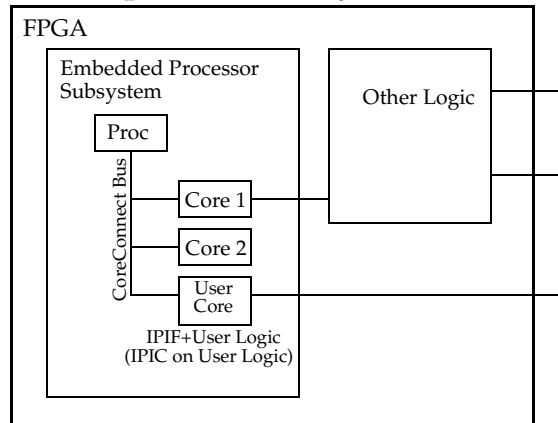 FPGA
Embedded Processor
Subsystem
Other Logic
Proc
CoreConnect Bus
Core 1
Core 2
User
Core
IPIF+User Logic
(IPIC on User Logic)